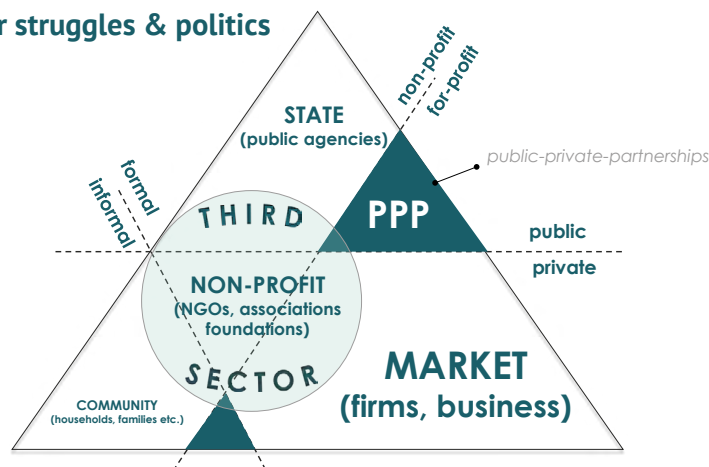 r struggles & politics
non-profit
for-profit
STATE
(public agencies)
public-private-partnerships
formal
informal
THIRD
PPP
public
private
NON-PROFIT
(NGOs, associations
foundations)
SECTOR
MARKET
(firms, business)
COMMUNITY
(households, families etc.)